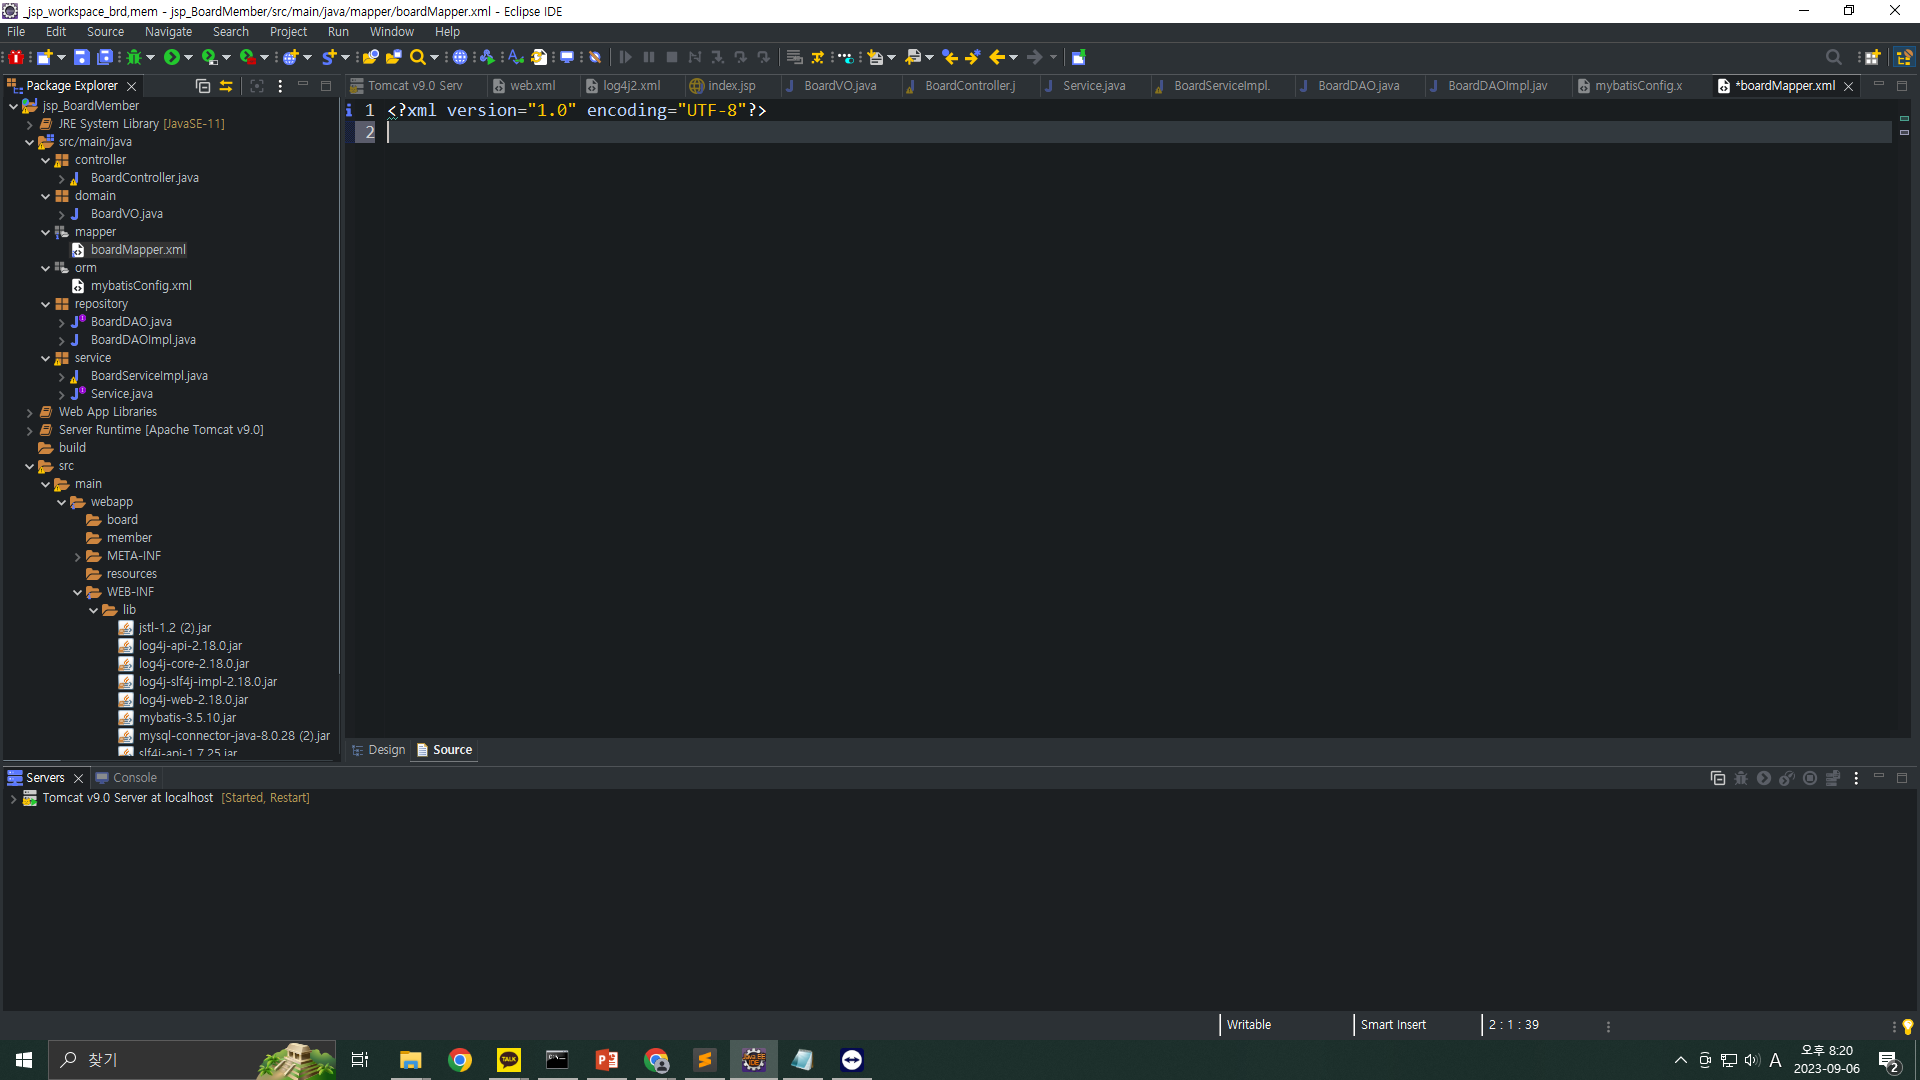 _jsp_workspace_brd,mem - jsp_BoardMember/src/main/java/mapper/boardMapper.xml - Eclipse IDE
File Edit Source Navigate Search Project Run Window Help
Package Explorer
Tomcat v9.0 Serv web.xml log4j2.xml index.jsp BoardVO.java BoardController.j Service.java BoardServiceImpl. BoardDAO.java BoardDAOImpl.jav mybatisConfig.x *boardMapper.xml
jsp_BoardMember
JRE System Library [JavaSE-11]
src/main/java
controller
BoardController.java
domain
BoardVO.java
mapper
boardMapper.xml
orm
mybatisConfig.xml
repository
BoardDAO.java
BoardDAOImpl.java
service
BoardServiceImpl.java
Service.java
Web App Libraries
Server Runtime [Apache Tomcat v9.0]
build
src
main
webapp
board
member
META-INF
resources
WEB-INF
lib
jstl-1.2 (2).jar
log4j-api-2.18.0.jar
log4j-core-2.18.0.jar
log4j-slf4j-impl-2.18.0.jar
log4j-web-2.18.0.jar
mybatis-3.5.10.jar
mysql-connector-java-8.0.28 (2).jar
slf4j-api-1.7.25.jar
1 <?xml version="1.0" encoding="UTF-8"?>
2
Design Source
Servers Console
Tomcat v9.0 Server at localhost [Started, Restart]
Writable Smart Insert 2 : 1 : 39
찾기
TALK
A
오후 8:20
2023-09-06
2